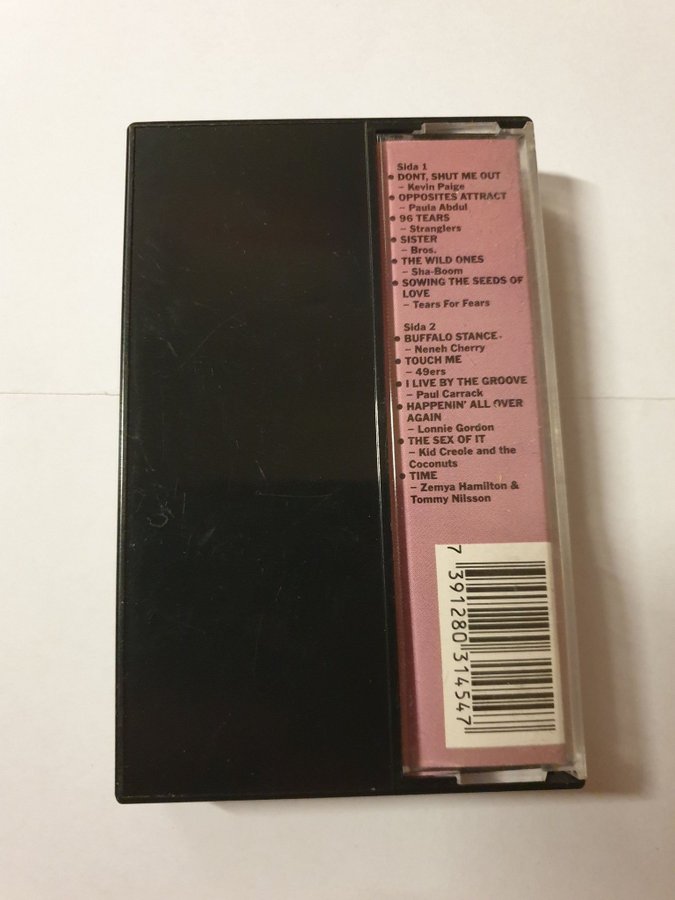 Sida 1
• DONT, SHUT ME OUT
– Kevin Paige
• OPPOSITES ATTRACT
– Paula Abdul
• 96 TEARS
– Stranglers
• SISTER
– Bros.
• THE WILD ONES
– Sha-Boom
• SOWING THE SEEDS OF
LOVE
– Tears For Fears
Sida 2
• BUFFALO STANCE.
– Neneh Cherry
• TOUCH ME
– 49ers
• I LIVE BY THE GROOVE
– Paul Carrack
• HAPPENIN' ALL OVER
AGAIN
– Lonnie Gordon
• THE SEX OF IT
– Kid Creole and the
Coconuts
• TIME
– Zemya Hamilton &
Tommy Nilsson
7 391280 314547